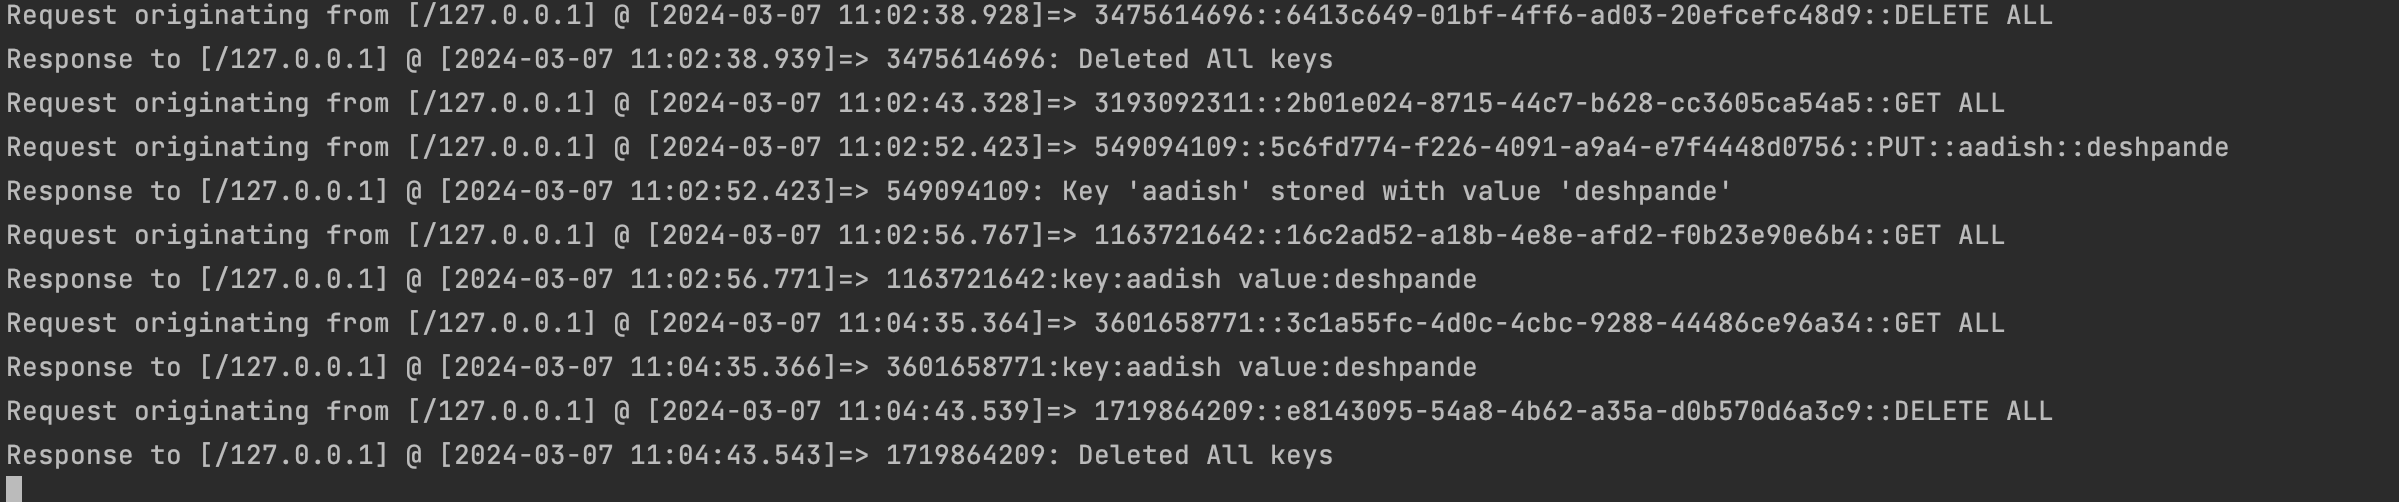 Request originating from [/127.0.0.1] @ [2024-03-07 11:02:38.928]=> 3475614696::6413c649-01bf-4ff6-ad03-20efcefc48d9::DELETE ALL
Response to [/127.0.0.1] @ [2024-03-07 11:02:38.939]=> 3475614696: Deleted All keys
Request originating from [/127.0.0.1] @ [2024-03-07 11:02:43.328]=> 3193092311::2b01e024-8715-44c7-b628-cc3605ca54a5::GET ALL
Request originating from [/127.0.0.1] @ [2024-03-07 11:02:52.423]=> 549094109::5c6fd774-f226-4091-a9a4-e7f4448d0756::PUT::aadish::deshpande
Response to [/127.0.0.1] @ [2024-03-07 11:02:52.423]=> 549094109: Key 'aadish' stored with value 'deshpande'
Request originating from [/127.0.0.1] @ [2024-03-07 11:02:56.767]=> 1163721642::16c2ad52-a18b-4e8e-afd2-f0b23e90e6b4::GET ALL
Response to [/127.0.0.1] @ [2024-03-07 11:02:56.771]=> 1163721642:key:aadish value:deshpande
Request originating from [/127.0.0.1] @ [2024-03-07 11:04:35.364]=> 3601658771::3c1a55fc-4d0c-4cbc-9288-44486ce96a34::GET ALL
Response to [/127.0.0.1] @ [2024-03-07 11:04:35.366]=> 3601658771:key:aadish value:deshpande
Request originating from [/127.0.0.1] @ [2024-03-07 11:04:43.539]=> 1719864209::e8143095-54a8-4b62-a35a-d0b570d6a3c9::DELETE ALL
Response to [/127.0.0.1] @ [2024-03-07 11:04:43.543]=> 1719864209: Deleted All keys